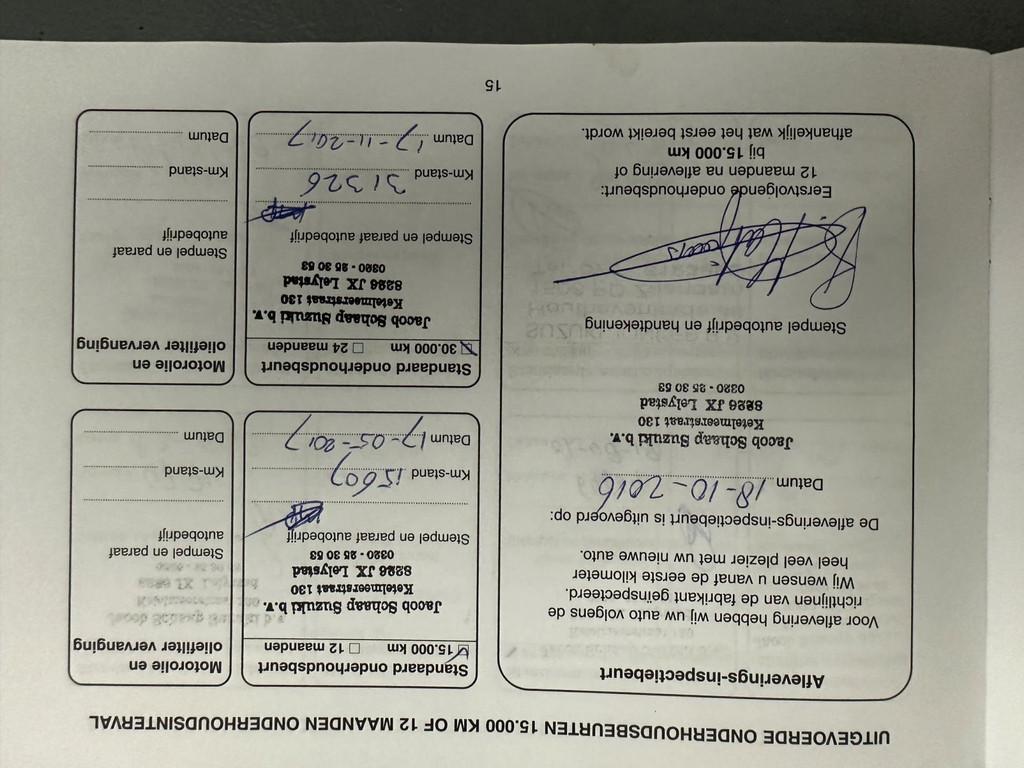 UITGEVOERDE ONDERHOUDSBEURTEN 15.000 KM OF 12 MAANDEN ONDERHOUDSINTERVAL
Afleverings-inspectiebeurt
Voor aflevering hebben wij uw auto volgens de
richtlijnen van de fabrikant geïnspecteerd.
Wij wensen u vanaf de eerste kilometer
heel veel plezier met uw nieuwe auto.
De afleverings-inspectiebeurt is uitgevoerd op:
Datum 18-10-2016
Jacob Schaap Suzuki b.v.
Ketelmeerstraat 130
8226 JX Lelystad
0320 - 25 30 53
Stempel autobedrijf en handtekening
Eerstvolgende onderhoudsbeurt:
12 maanden na aflevering of
bij 15.000 km
afhankelijk wat het eerst bereikt wordt.
Standaard onderhoudsbeurt
15.000 km 12 maanden
Jacob Schaap Suzuki b.v.
Ketelmeerstraat 130
8226 JX Lelystad
0320 - 25 30 53
Stempel en paraaf autobedrijf
Km-stand 15607
Datum 17-05-2017
Motorolie en
oliefilter vervanging
Stempel en paraaf
autobedrijf
Km-stand
Datum
Standaard onderhoudsbeurt
30.000 km 24 maanden
Jacob Schaap Suzuki b.v.
Ketelmeerstraat 130
8226 JX Lelystad
0320 - 25 30 53
Stempel en paraaf autobedrijf
Km-stand 31326
Datum 17-11-2017
Motorolie en
oliefilter vervanging
Stempel en paraaf
autobedrijf
Km-stand
Datum
15